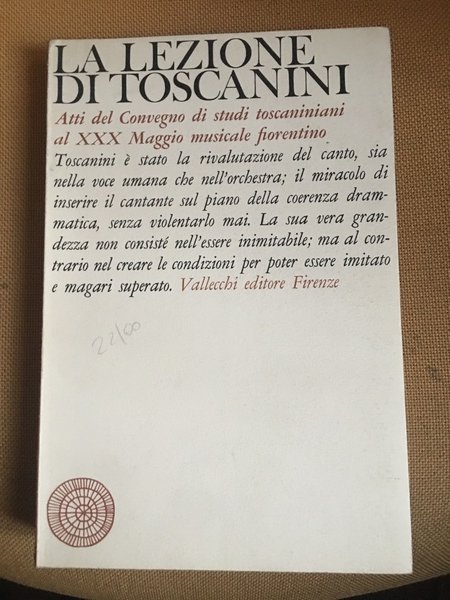 LA LEZIONE
DI TOSCANINI
Atti del Convegno di studi toscaniniani
al XXX Maggio musicale fiorentino
Toscanini è stato la rivalutazione del canto, sia
nella voce umana che nell'orchestra; il miracolo di
inserire il cantante sul piano della coerenza dram-
matica, senza violentarlo mai. La sua vera gran-
dezza non consisté nell'essere inimitabile; ma al con-
trario nel creare le condizioni per poter essere imitato
e magari superato. Vallecchi editore Firenze